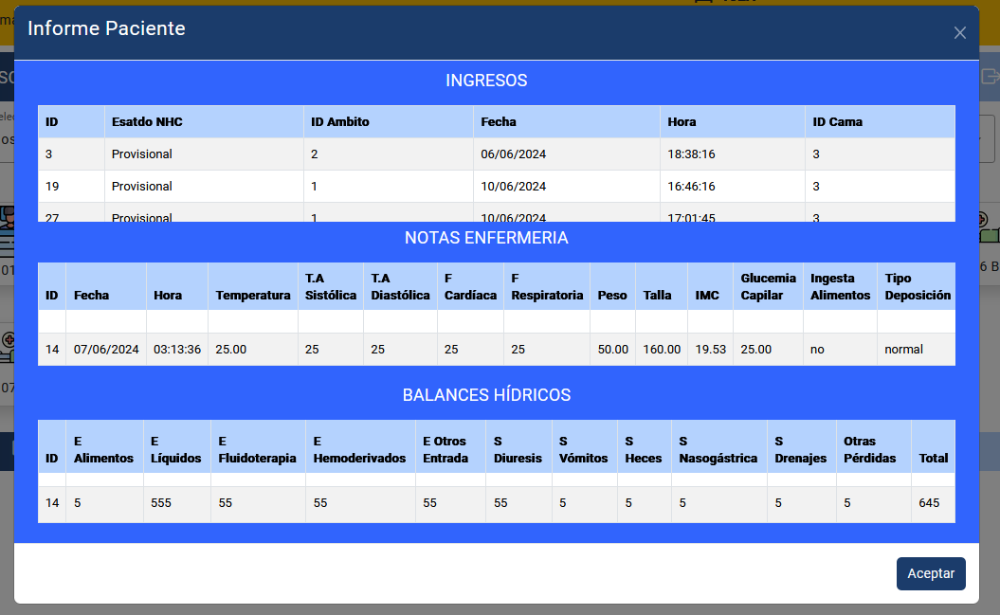 Informe Paciente
INGRESOS
ID Esatdo NHC ID Ambito Fecha Hora ID Cama
3 Provisional 2 06/06/2024 18:38:16 3
19 Provisional 1 10/06/2024 16:46:16 3
27 Provisional 1 10/06/2024 17:01:45 3
NOTAS ENFERMERIA
ID Fecha Hora Temperatura T.A Sistólica T.A Diastólica F Cardíaca F Respiratoria Peso Talla IMC Glucemia Capilar Ingesta Alimentos Tipo Deposición
14 07/06/2024 03:13:36 25.00 25 25 25 25 50.00 160.00 19.53 25.00 no normal
BALANCES HÍDRICOS
ID E Alimentos E Líquidos E Fluidoterapia E Hemoderivados E Otros Entrada S Diuresis S Vómitos S Heces S Nasogástrica S Drenajes Otras Pérdidas Total
14 5 555 55 55 55 55 5 5 5 5 5 645
Aceptar